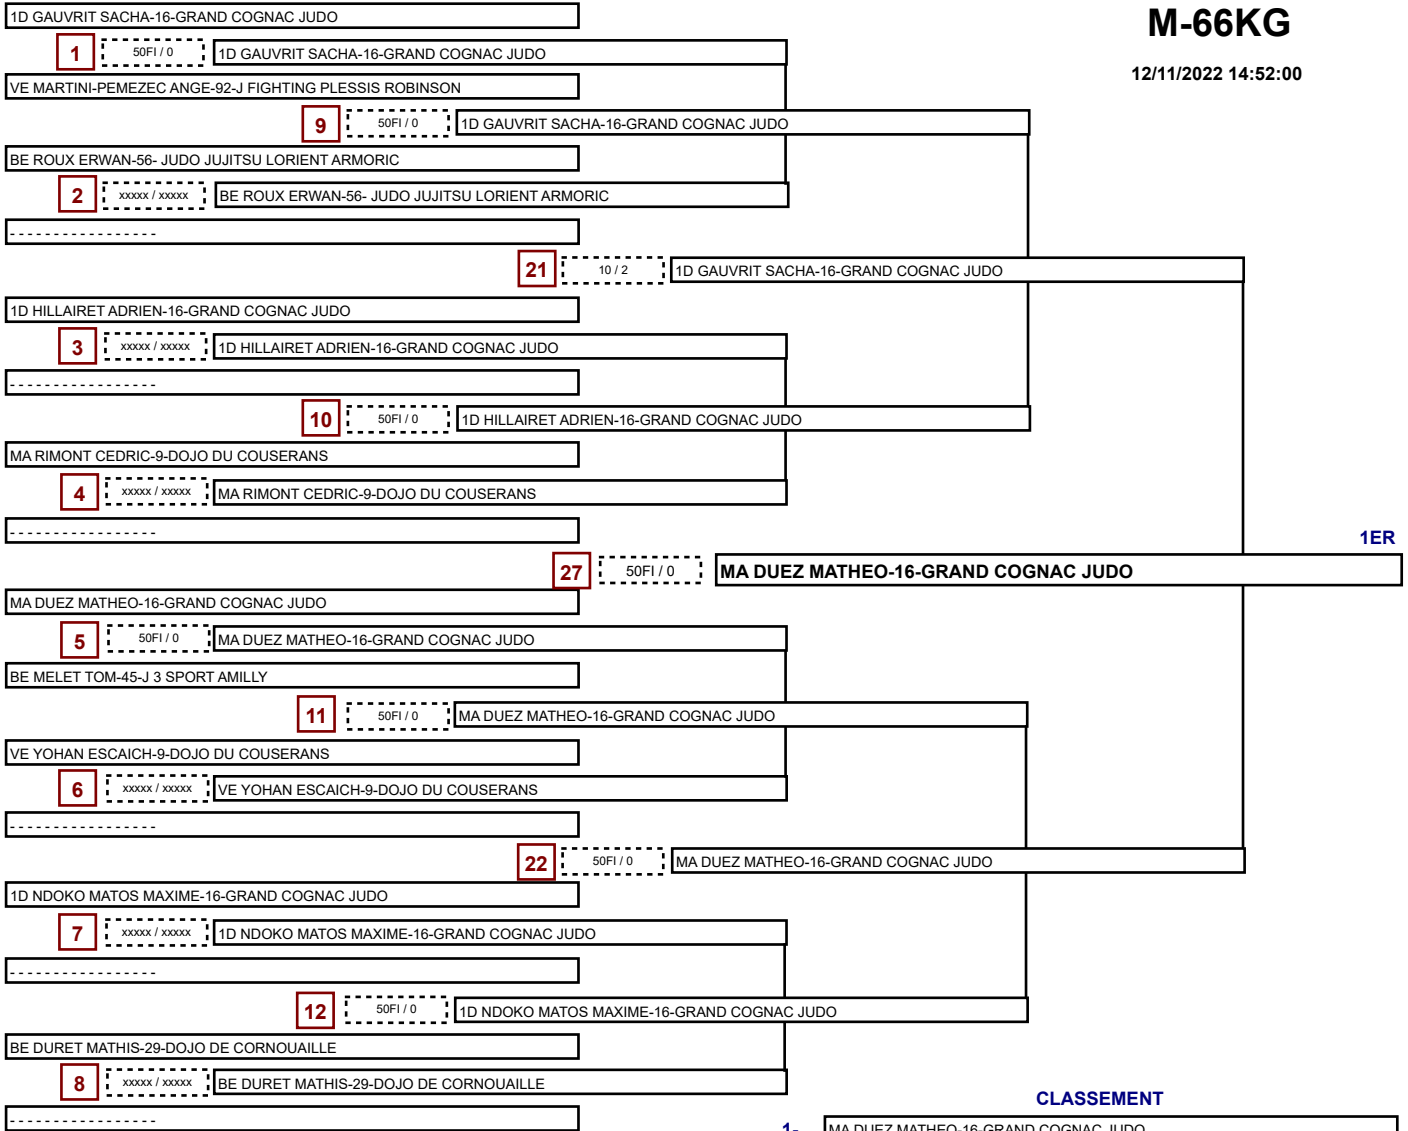 1D GAUVRIT SACHA-16-GRAND COGNAC JUDO
M-66KG
1 50FI / 0 1D GAUVRIT SACHA-16-GRAND COGNAC JUDO
12/11/2022 14:52:00
VE MARTINI-PEMEZEC ANGE-92-J FIGHTING PLESSIS ROBINSON
9 50FI / 0 1D GAUVRIT SACHA-16-GRAND COGNAC JUDO
BE ROUX ERWAN-56- JUDO JUJITSU LORIENT ARMORIC
2 xxxxx / xxxxx BE ROUX ERWAN-56- JUDO JUJITSU LORIENT ARMORIC
- - - - - - - - - - - - - - - - -
21 10 / 2 1D GAUVRIT SACHA-16-GRAND COGNAC JUDO
1D HILLAIRET ADRIEN-16-GRAND COGNAC JUDO
3 xxxxx / xxxxx 1D HILLAIRET ADRIEN-16-GRAND COGNAC JUDO
- - - - - - - - - - - - - - - - -
10 50FI / 0 1D HILLAIRET ADRIEN-16-GRAND COGNAC JUDO
MA RIMONT CEDRIC-9-DOJO DU COUSERANS
4 xxxxx / xxxxx MA RIMONT CEDRIC-9-DOJO DU COUSERANS
- - - - - - - - - - - - - - - - -
1ER
27 50FI / 0 MA DUEZ MATHEO-16-GRAND COGNAC JUDO
MA DUEZ MATHEO-16-GRAND COGNAC JUDO
5 50FI / 0 MA DUEZ MATHEO-16-GRAND COGNAC JUDO
BE MELET TOM-45-J 3 SPORT AMILLY
11 50FI / 0 MA DUEZ MATHEO-16-GRAND COGNAC JUDO
VE YOHAN ESCAICH-9-DOJO DU COUSERANS
6 xxxxx / xxxxx VE YOHAN ESCAICH-9-DOJO DU COUSERANS
- - - - - - - - - - - - - - - - -
22 50FI / 0 MA DUEZ MATHEO-16-GRAND COGNAC JUDO
1D NDOKO MATOS MAXIME-16-GRAND COGNAC JUDO
7 xxxxx / xxxxx 1D NDOKO MATOS MAXIME-16-GRAND COGNAC JUDO
- - - - - - - - - - - - - - - - -
12 50FI / 0 1D NDOKO MATOS MAXIME-16-GRAND COGNAC JUDO
BE DURET MATHIS-29-DOJO DE CORNOUAILLE
8 xxxxx / xxxxx BE DURET MATHIS-29-DOJO DE CORNOUAILLE
- - - - - - - - - - - - - - - - -
CLASSEMENT
1- MA DUEZ MATHEO-16-GRAND COGNAC JUDO